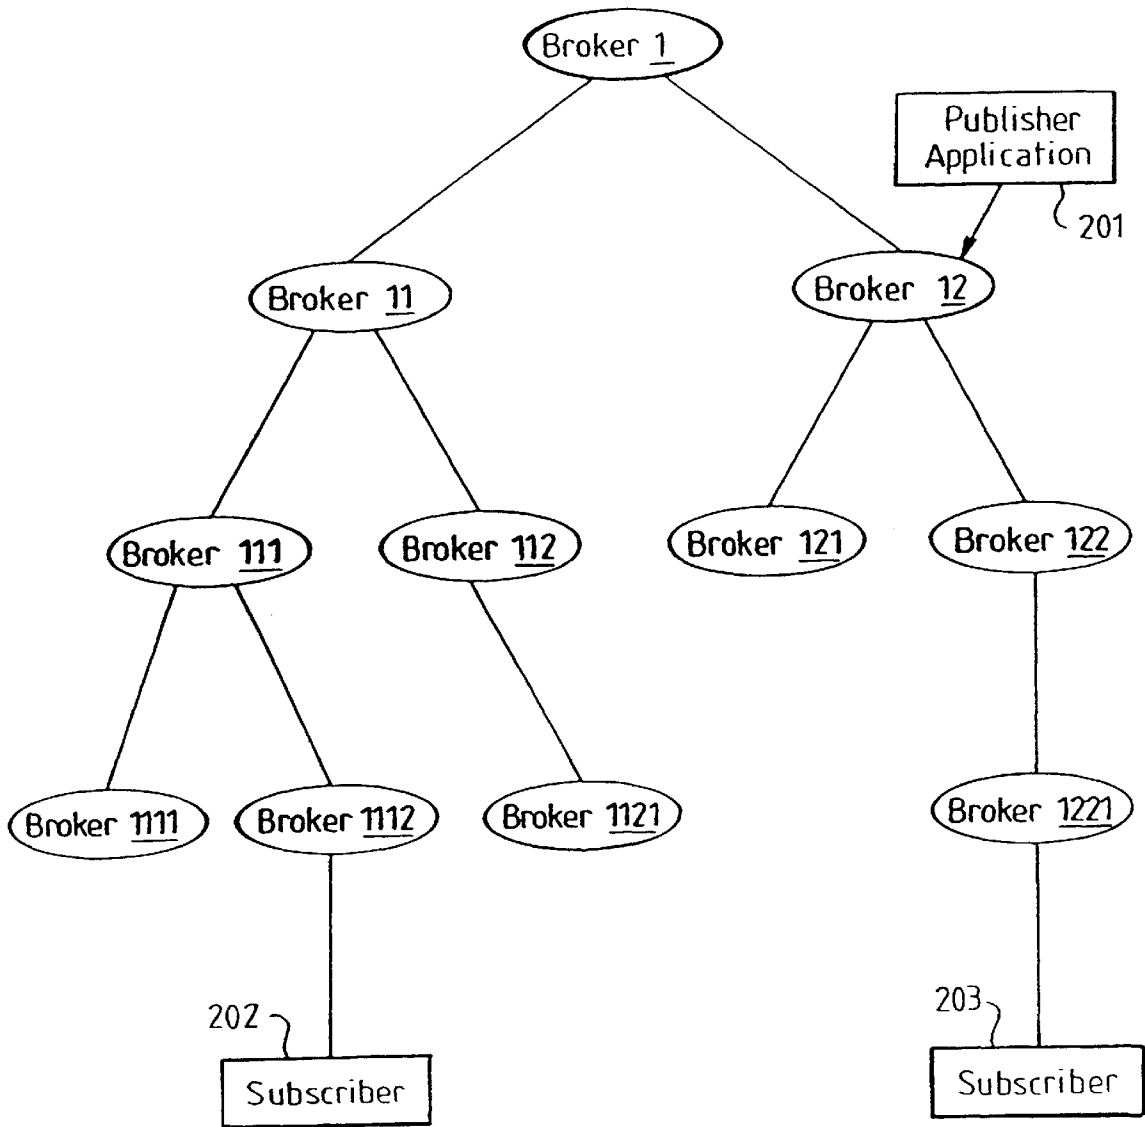 Broker 1
Publisher
Application
201
Broker 11
Broker 12
Broker 111
Broker 112
Broker 121
Broker 122
Broker 1111
Broker 1112
Broker 1121
Broker 1221
202
203
Subscriber
Subscriber